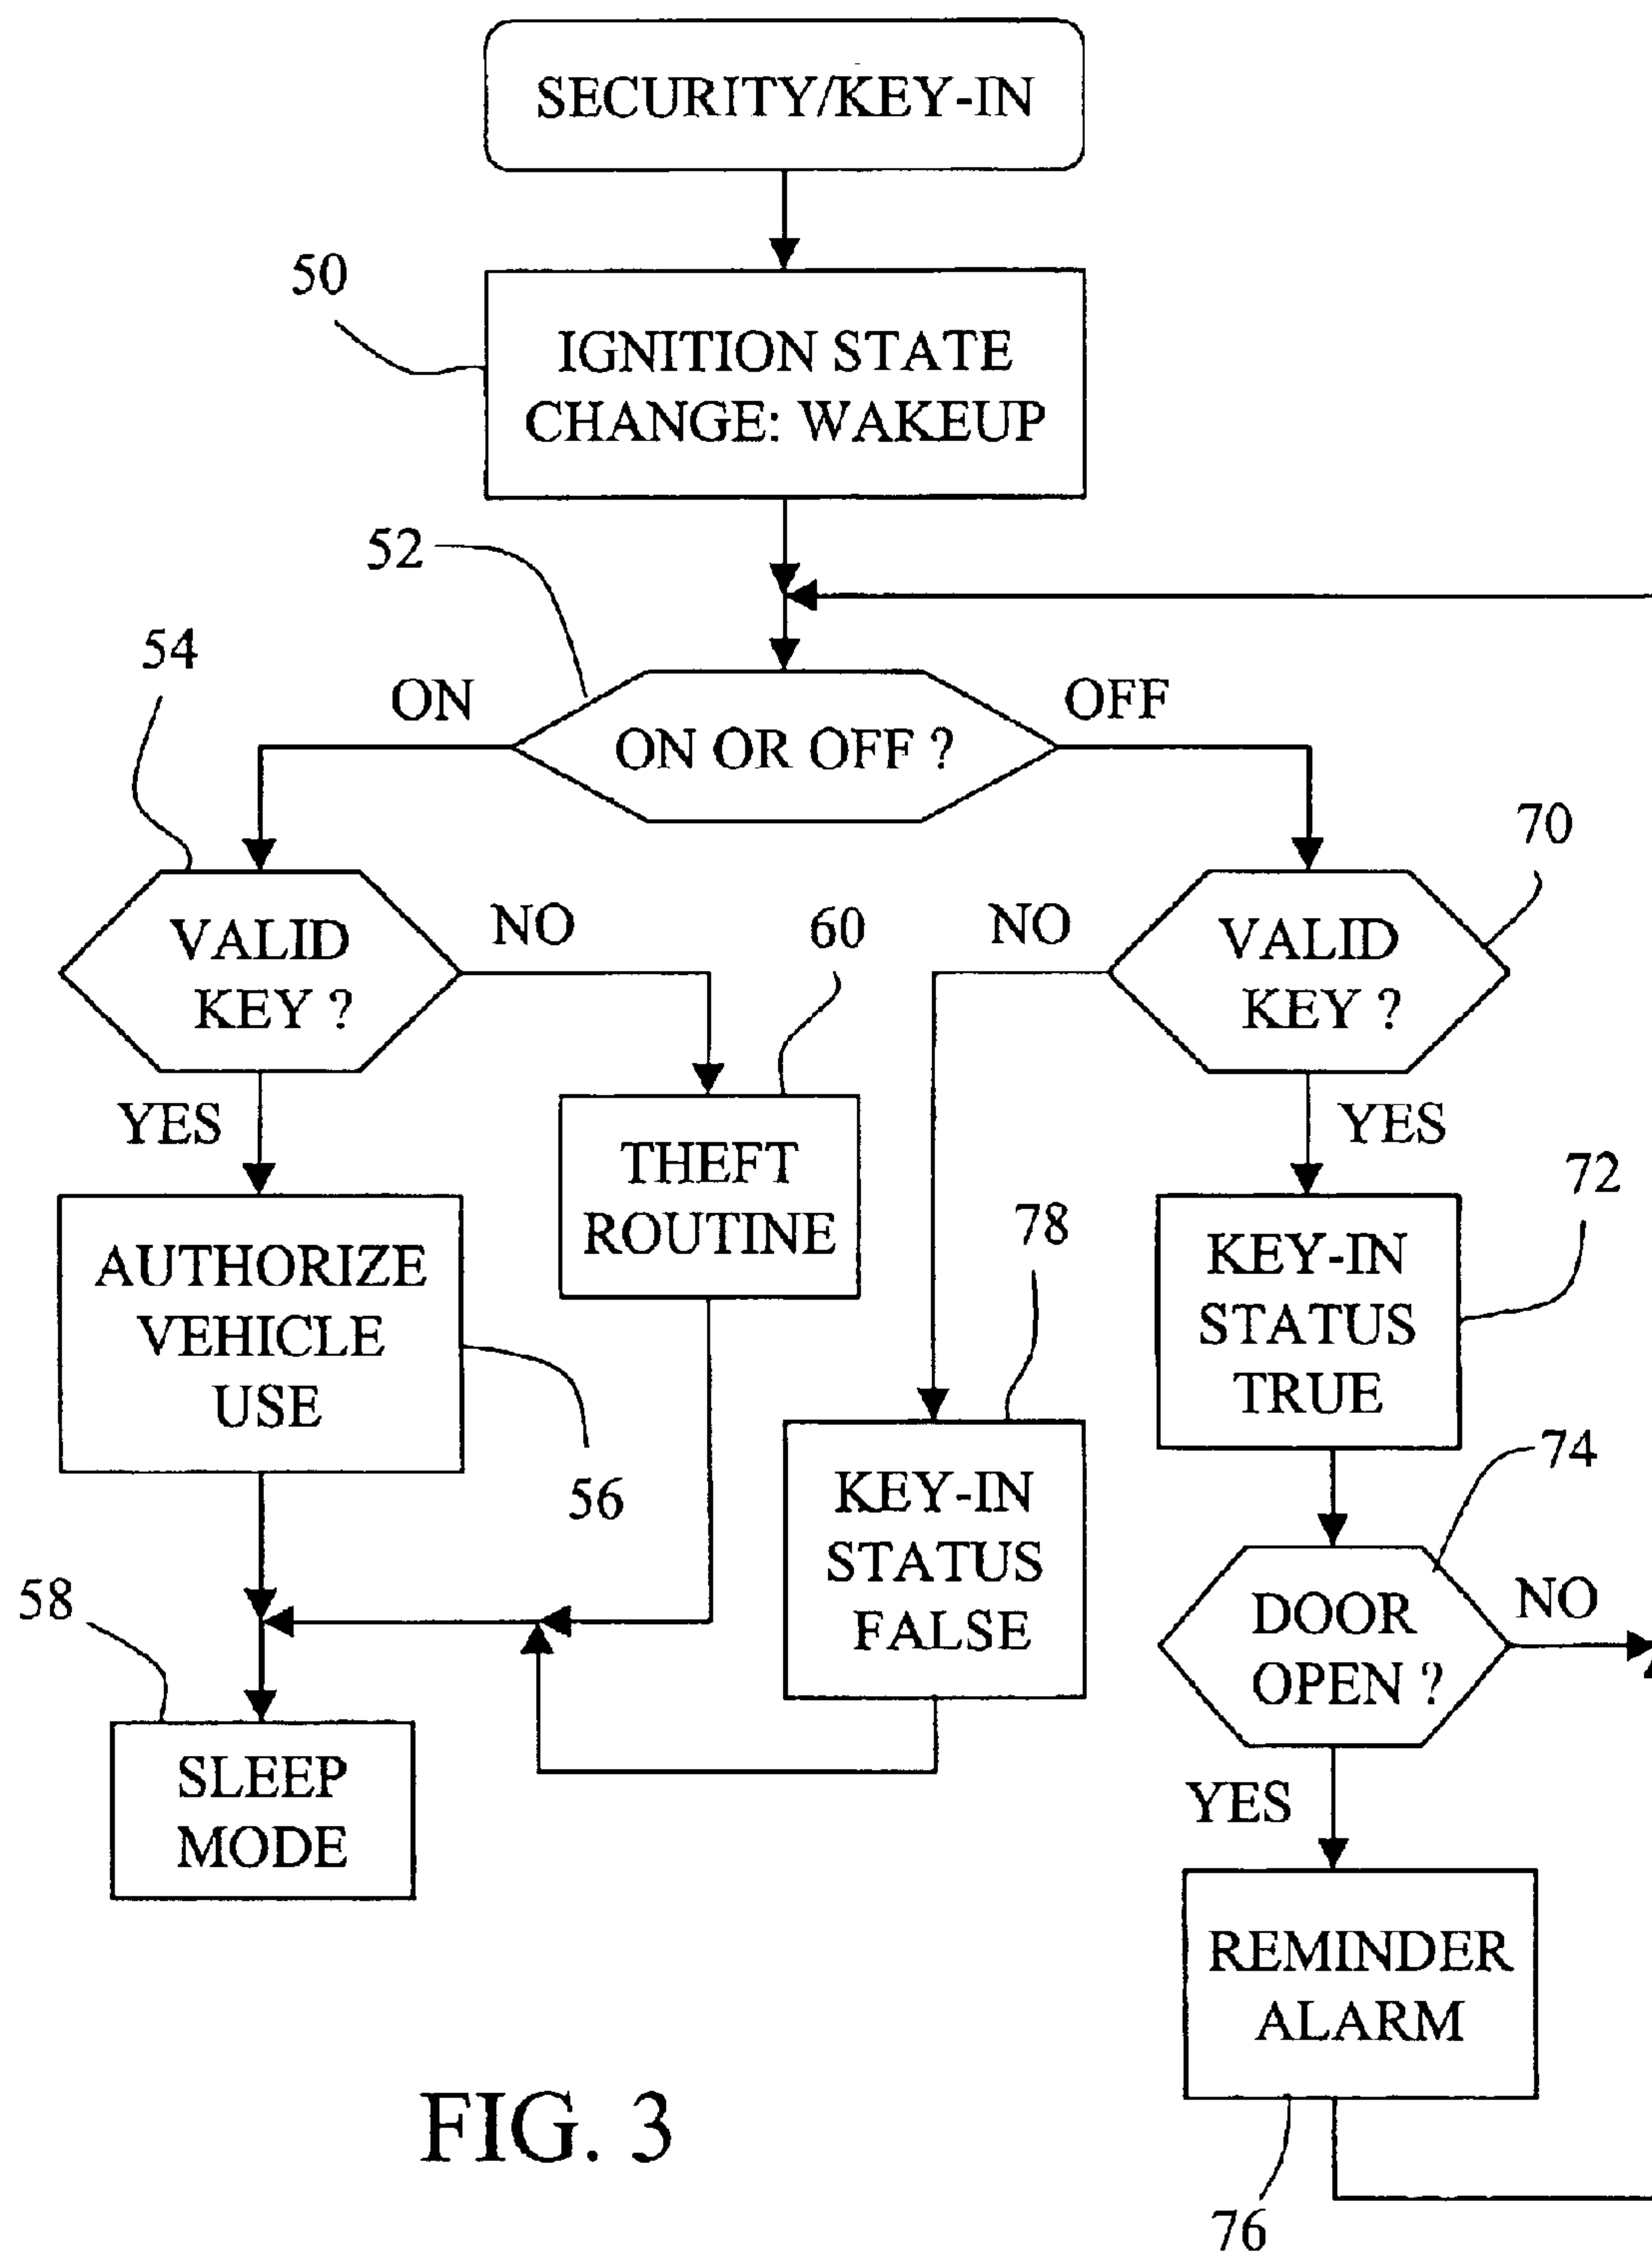 SECURITY/KEY-IN
50
IGNITION STATE
CHANGE: WAKEUP
52
54
ON
OFF
ON OR OFF ?
70
VALID
KEY ?
NO
60
NO
VALID
KEY ?
YES
YES
THEFT
ROUTINE
72
78
AUTHORIZE
VEHICLE
USE
KEY-IN
STATUS
TRUE
56
74
KEY-IN
STATUS
FALSE
58
DOOR
OPEN ?
NO
SLEEP
MODE
YES
REMINDER
ALARM
FIG. 3
76